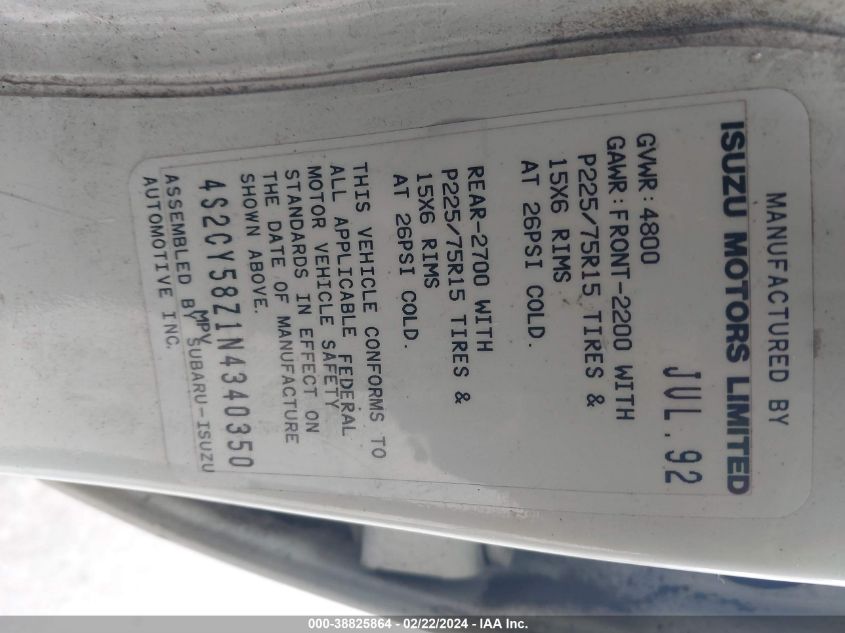 MANUFACTURED BY
ISUZU MOTORS LIMITED
JUL.92
GVWR:4800
GAWR:FRONT-2200 WITH
P225/75R15 TIRES &
15X6 RIMS
AT 26PSI COLD.
REAR-2700 WITH
P225/75R15 TIRES &
15X6 RIMS
AT 26PSI COLD.
THIS VEHICLE CONFORMS TO
ALL APPLICABLE FEDERAL
MOTOR VEHICLE SAFETY
STANDARDS IN EFFECT ON
THE DATE OF MANUFACTURE
SHOWN ABOVE.
4S2CY58Z1N4340350
MPV
ASSEMBLED BY SUBARU-ISUZU
AUTOMOTIVE INC.
000-38825864 - 02/22/2024 - IAA Inc.